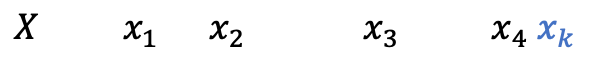 X x₁ x₂ x₃ x₄ xₖ